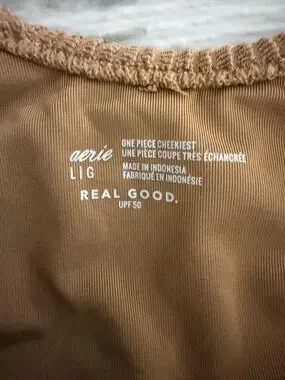 aerie
L | G
ONE PIECE CHEEKIEST
UNE PIÈCE COUPE TRÈS ÉCHANCRÉE
MADE IN INDONESIA
FABRIQUÉ EN INDONÉSIE
REAL GOOD.
UPF 50